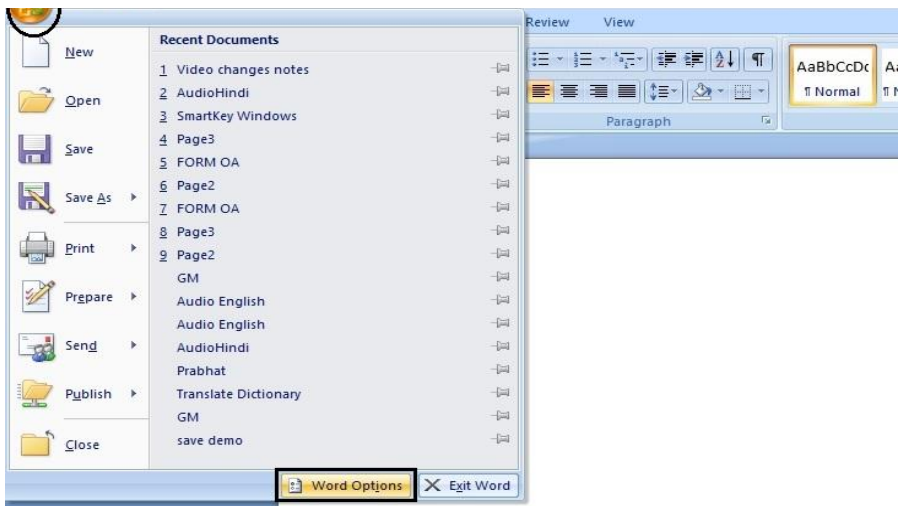 New
Open
Save
Save As
Print
Prepare
Send
Publish
Close
Recent Documents
1 Video changes notes
2 AudioHindi
3 SmartKey Windows
4 Page3
5 FORM OA
6 Page2
7 FORM OA
8 Page3
9 Page2
GM
Audio English
Audio English
AudioHindi
Prabhat
Translate Dictionary
GM
save demo
Word Options
Exit Word
Review View
AaBbCcDc
¶ Normal
Paragraph